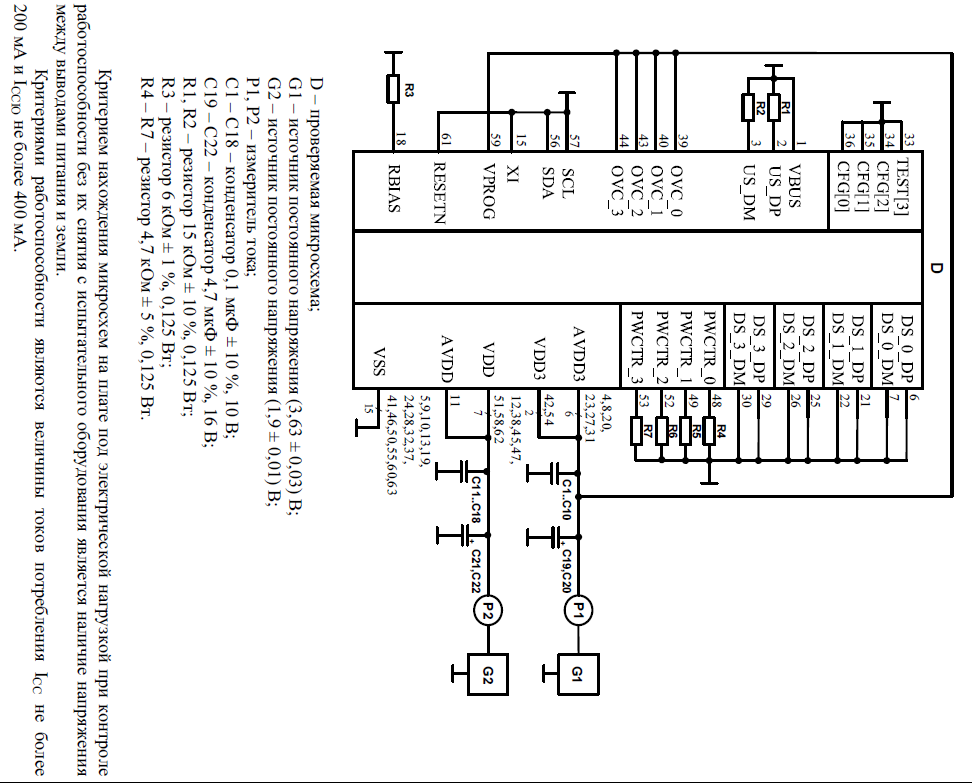 D
33
TEST[3]
34
CFG[2]
35
CFG[1]
36
CFG[0]
R1
R2
1
VBUS
2
US_DP
3
US_DM
39
OVC_0
40
OVC_1
43
OVC_2
44
OVC_3
57
SCL
56
SDA
15
XI
59
VPROG
61
RESETN
R3
18
RBIAS
DS_0_DP
6
DS_0_DM
7
DS_1_DP
21
DS_1_DM
22
DS_2_DP
25
DS_2_DM
26
DS_3_DP
29
DS_3_DM
30
PWCTR_0
48
R4
PWCTR_1
49
R5
PWCTR_2
52
R6
PWCTR_3
53
R7
AVDD3
4,8,20,
23,27,31
6
VDD3
42,54
2
C1..C10
+ C19,C20
P1
G1
VDD
12,38,45,47,
51,58,62
7
AVDD
11
C11..C18
+ C21,C22
P2
G2
VSS
5,9,10,13,19,
24,28,32,37,
41,46,50,55,60,63
15
D – проверяемая микросхема;
G1 – источник постоянного напряжения (3,63 ± 0,03) В;
G2 – источник постоянного напряжения (1,9 ± 0,01) В;
P1, P2 – измеритель тока;
C1 – C18 – конденсатор 0,1 мкФ ± 10 %, 10 В;
C19 – C22 – конденсатор 4,7 мкФ ± 10 %, 16 В;
R1, R2 – резистор 15 кОм ± 10 %, 0,125 Вт;
R3 – резистор 6 кОм ± 1 %, 0,125 Вт;
R4 – R7 – резистор 4,7 кОм ± 5 %, 0,125 Вт.
Критерием нахождения микросхем на плате под электрической нагрузкой при контроле
работоспособности без их снятия с испытательного оборудования является наличие напряжения
между выводами питания и земли.
Критериями работоспособности являются величины токов потребления ICC не более
200 мА и ICCIO не более 400 мА.